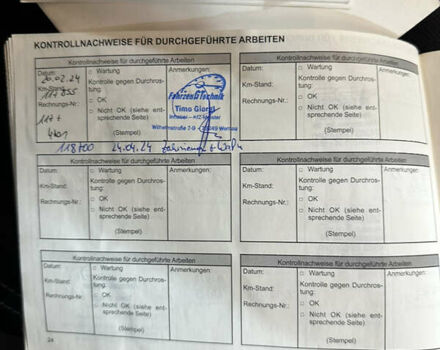 KONTROLLNACHWEISE FÜR DURCHGEFÜHRTE ARBEITEN
Kontrollnachweise für durchgeführte Arbeiten
Datum:
Km-Stand:
Rechnungs-Nr.:
□ Wartung
Kontrolle gegen Durchrostung:
□ OK
□ Nicht OK (siehe entsprechende Seite)
(Stempel)
Anmerkungen:
FahrzeugTechnik
Timo
Wilhelmstraße 7-9
118700 24.04.24
Kontrollnachweise für durchgeführte Arbeiten
Datum:
Km-Stand:
Rechnungs-Nr.:
□ Wartung
Kontrolle gegen Durchrostung:
□ OK
□ Nicht OK (siehe entsprechende Seite)
(Stempel)
Anmerkungen:
Kontrollnachweise für durchgeführte Arbeiten
Datum:
Km-Stand:
Rechnungs-Nr.:
□ Wartung
Kontrolle gegen Durchrostung:
□ OK
□ Nicht OK (siehe entsprechende Seite)
(Stempel)
Anmerkungen:
Kontrollnachweise für durchgeführte Arbeiten
Datum:
Km-Stand:
Rechnungs-Nr.:
□ Wartung
Kontrolle gegen Durchrostung:
□ OK
□ Nicht OK (siehe entsprechende Seite)
(Stempel)
Anmerkungen:
Kontrollnachweise für durchgeführte Arbeiten
Datum:
Km-Stand:
Rechnungs-Nr.:
□ Wartung
Kontrolle gegen Durchrostung:
□ OK
□ Nicht OK (siehe entsprechende Seite)
(Stempel)
Anmerkungen:
Kontrollnachweise für durchgeführte Arbeiten
Datum:
Km-Stand:
Rechnungs-Nr.:
□ Wartung
Kontrolle gegen Durchrostung:
□ OK
□ Nicht OK (siehe entsprechende Seite)
(Stempel)
Anmerkungen: